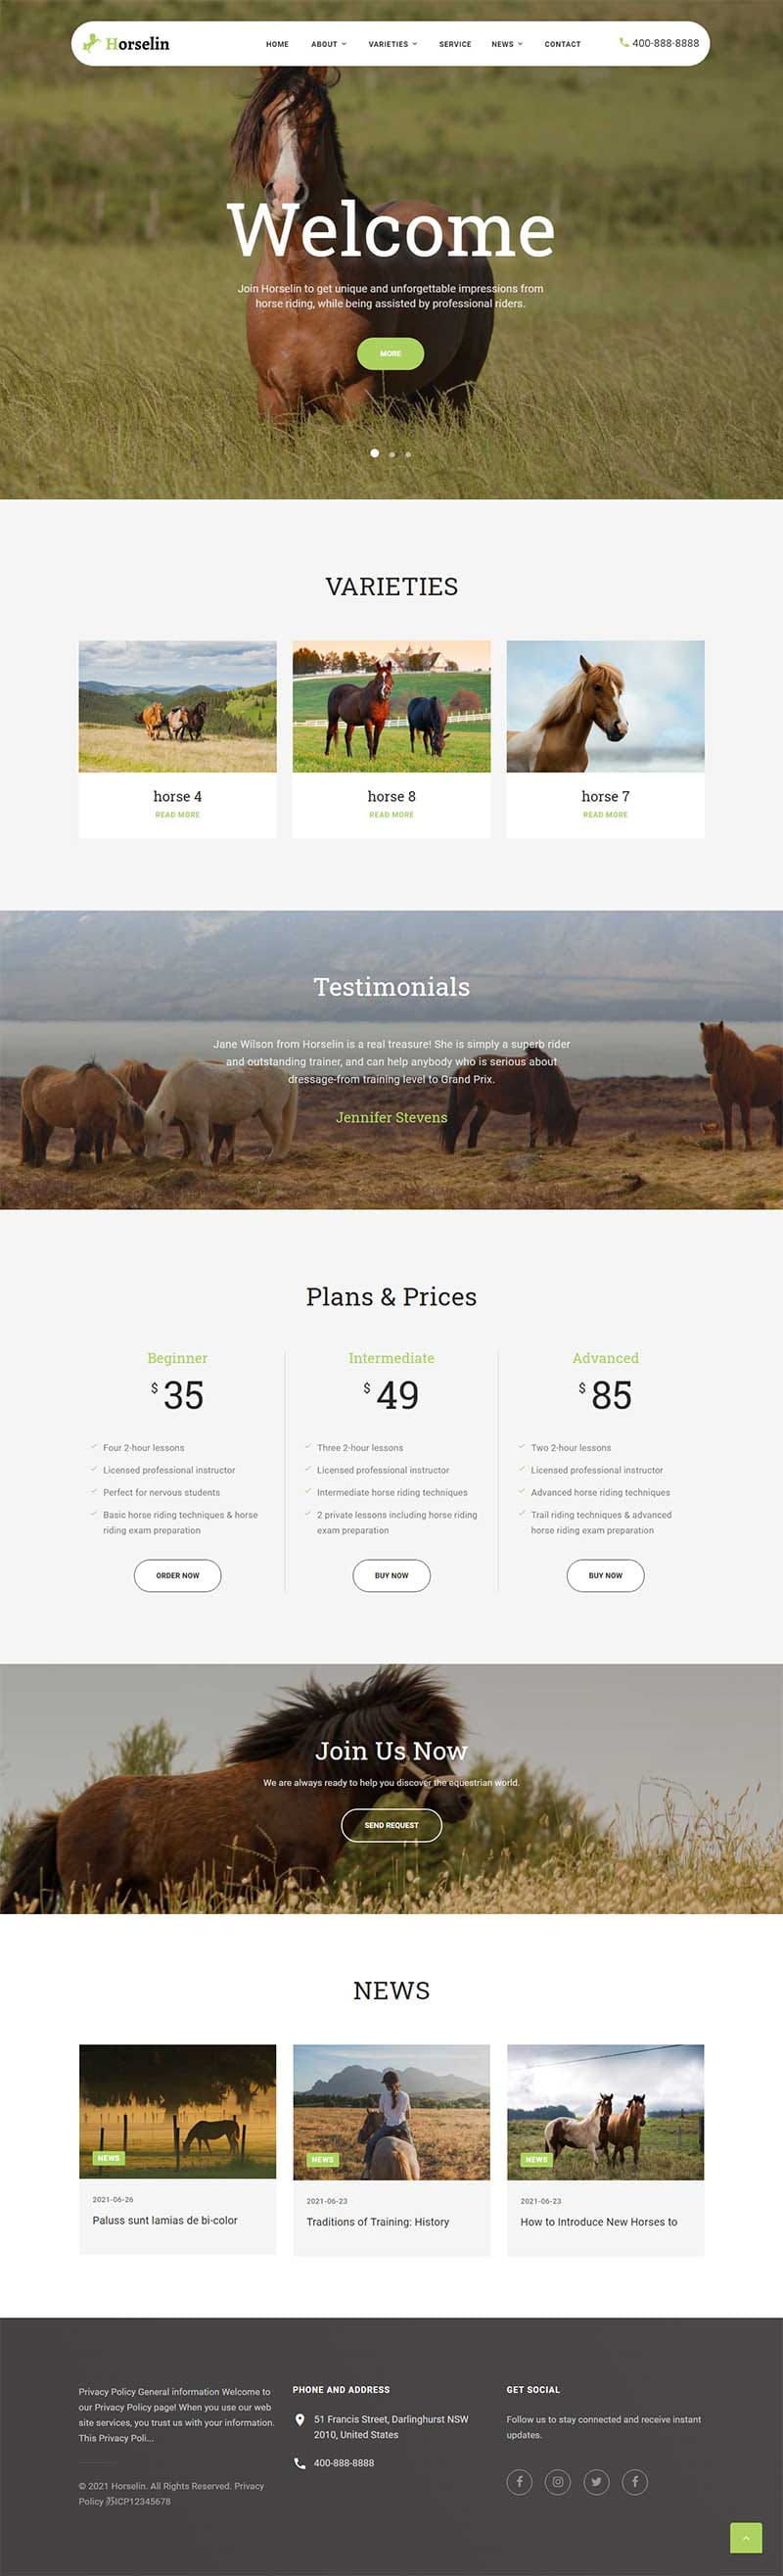 Horselin
HOME ABOUT VARIETIES SERVICE NEWS CONTACT 400-888-8888
Welcome
Join Horselin to get unique and unforgettable impressions from
horse riding, while being assisted by professional riders.
MORE
VARIETIES
horse 4
READ MORE
horse 8
READ MORE
horse 7
READ MORE
Testimonials
Jane Wilson from Horselin is a real treasure! She is simply a superb rider
and outstanding trainer, and can help anybody who is serious about
dressage-from training level to Grand Prix.
Jennifer Stevens
Plans & Prices
Beginner
$ 35
Four 2-hour lessons
Licensed professional instructor
Perfect for nervous students
Basic horse riding techniques & horse
riding exam preparation
ORDER NOW
Intermediate
$ 49
Three 2-hour lessons
Licensed professional instructor
Intermediate horse riding techniques
2 private lessons including horse riding
exam preparation
BUY NOW
Advanced
$ 85
Two 2-hour lessons
Licensed professional instructor
Advanced horse riding techniques
Trail riding techniques & advanced
horse riding exam preparation
BUY NOW
Join Us Now
We are always ready to help you discover the equestrian world.
SEND REQUEST
NEWS
NEWS
2021-06-26
Paluss sunt lamias de bi-color
NEWS
2021-06-23
Traditions of Training: History
NEWS
2021-06-23
How to Introduce New Horses to
Privacy Policy General information Welcome to
our Privacy Policy page! When you use our web
site services, you trust us with your information.
This Privacy Poli...
© 2021 Horselin. All Rights Reserved. Privacy
Policy 苏ICP12345678
PHONE AND ADDRESS
51 Francis Street, Darlinghurst NSW
2010, United States
400-888-8888
GET SOCIAL
Follow us to stay connected and receive instant
updates.